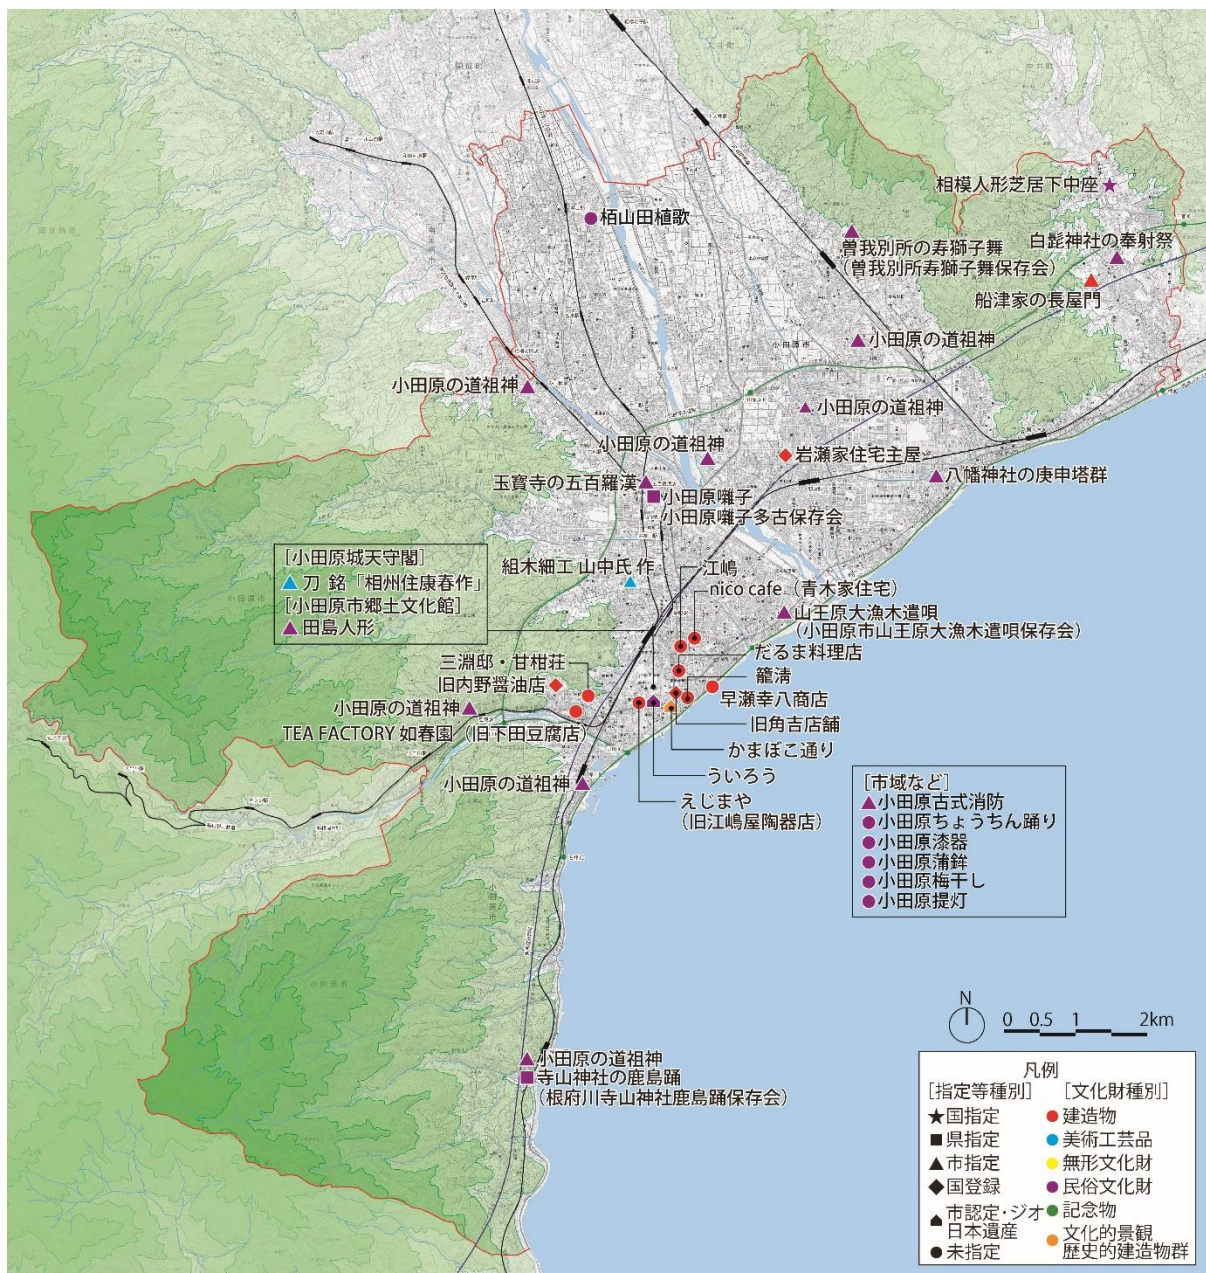 相模人形芝居下中座
栢山田植歌
白髭神社の奉射祭
曽我別所の寿獅子舞
(曽我別所寿獅子舞保存会)
船津家の長屋門
小田原市
小田原の道祖神
小田原の道祖神
小田原の道祖神
小田原の道祖神
岩瀬家住宅主屋
玉寶寺の五百羅漢
八幡神社の庚申塔群
小田原囃子
小田原囃子多古保存会
[小田原城天守閣]
刀 銘「相州住康春作」
[小田原市郷土文化館]
田島人形
組木細工 山中氏 作
江嶋
nico cafe (青木家住宅)
山王原大漁木遣唄
(小田原市山王原大漁木遣唄保存会)
だるま料理店
三淵邸・甘柑荘
籠淸
旧内野醤油店
早瀬幸八商店
小田原の道祖神
TEA FACTORY 如春園 (旧下田豆腐店)
旧角吉店舗
かまぼこ通り
ういろう
小田原の道祖神
えじまや
(旧江嶋屋陶器店)
[市域など]
小田原古式消防
小田原ちょうちん踊り
小田原漆器
小田原蒲鉾
小田原梅干し
小田原提灯
小田原の道祖神
寺山神社の鹿島踊
(根府川寺山神社鹿島踊保存会)
N
0 0.5 1 2km
凡例
[指定等種別] [文化財種別]
国指定 建造物
県指定 美術工芸品
市指定 無形文化財
国登録 民俗文化財
市認定・ジオ 記念物
日本遺産
文化的景観
歴史的建造物群
未指定